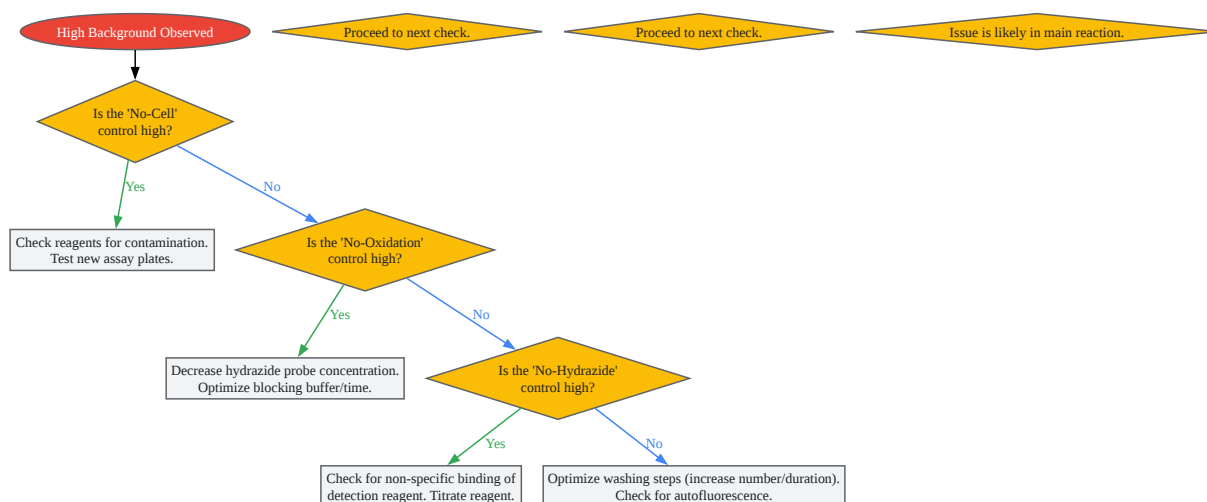 High Background Observed
Proceed to next check.
Proceed to next check.
Issue is likely in main reaction.
Is the 'No-Cell'
control high?
Yes
No
Check reagents for contamination.
Test new assay plates.
Is the 'No-Oxidation'
control high?
Yes
No
Decrease hydrazide probe concentration.
Optimize blocking buffer/time.
Is the 'No-Hydrazide'
control high?
Yes
No
Check for non-specific binding of
detection reagent. Titrate reagent.
Optimize washing steps (increase number/duration).
Check for autofluorescence.